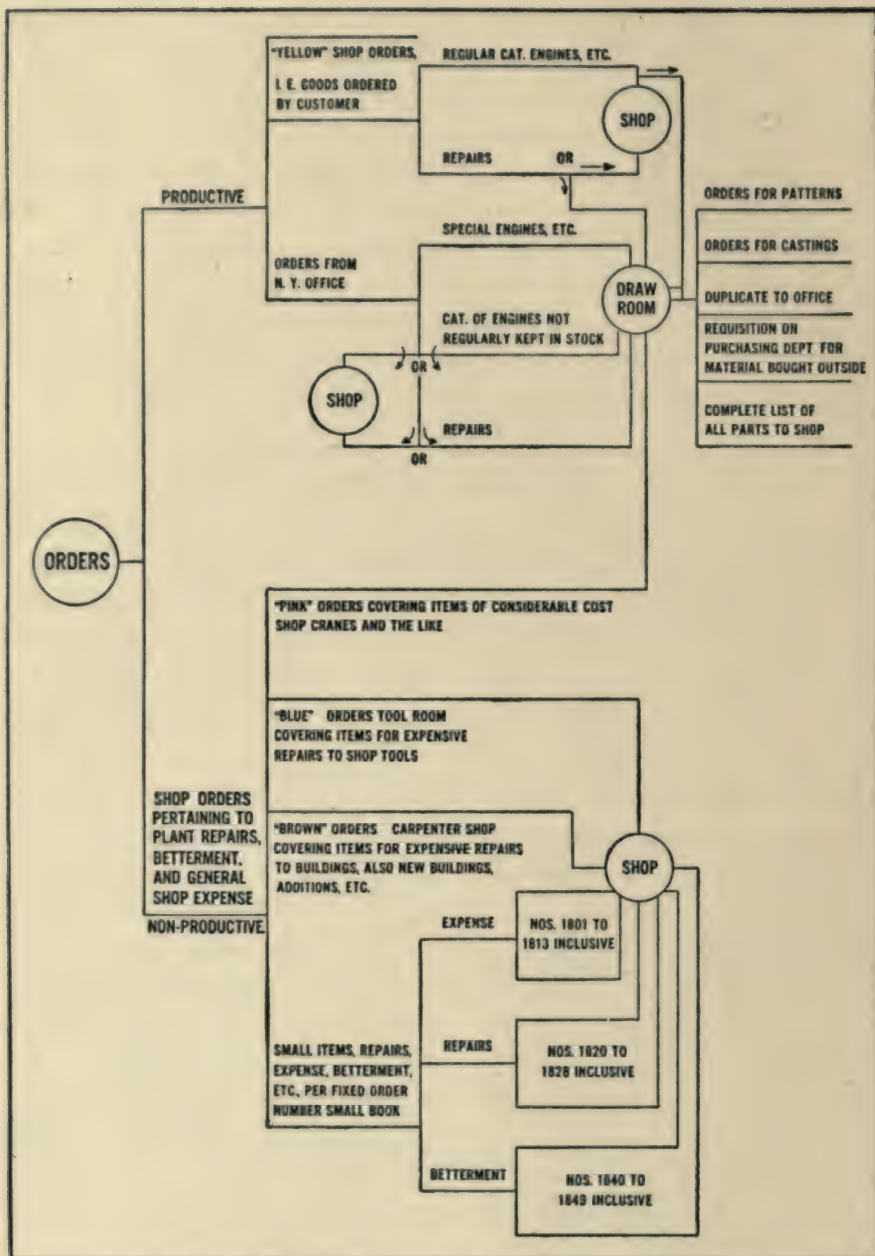 "YELLOW" SHOP ORDERS,
I. E. GOODS ORDERED
BY CUSTOMER
REGULAR CAT. ENGINES, ETC.
SHOP
REPAIRS
OR
PRODUCTIVE
ORDERS FROM
N. Y. OFFICE
SPECIAL ENGINES, ETC.
CAT. OF ENGINES NOT
REGULARLY KEPT IN STOCK
OR
SHOP
REPAIRS
OR
DRAW
ROOM
ORDERS FOR PATTERNS
ORDERS FOR CASTINGS
DUPLICATE TO OFFICE
REQUISITION ON
PURCHASING DEPT FOR
MATERIAL BOUGHT OUTSIDE
COMPLETE LIST OF
ALL PARTS TO SHOP
ORDERS
"PINK" ORDERS COVERING ITEMS OF CONSIDERABLE COST
SHOP CRANES AND THE LIKE
"BLUE" ORDERS TOOL ROOM
COVERING ITEMS FOR EXPENSIVE
REPAIRS TO SHOP TOOLS
SHOP ORDERS
PERTAINING TO
PLANT REPAIRS,
BETTERMENT,
AND GENERAL
SHOP EXPENSE
NON-PRODUCTIVE.
"BROWN" ORDERS CARPENTER SHOP
COVERING ITEMS FOR EXPENSIVE REPAIRS
TO BUILDINGS, ALSO NEW BUILDINGS,
ADDITIONS, ETC.
SHOP
SMALL ITEMS, REPAIRS,
EXPENSE, BETTERMENT,
ETC., PER FIXED ORDER
NUMBER SMALL BOOK
EXPENSE
NOS. 1801 TO
1813 INCLUSIVE
REPAIRS
NOS. 1820 TO
1828 INCLUSIVE
BETTERMENT
NOS. 1840 TO
1849 INCLUSIVE